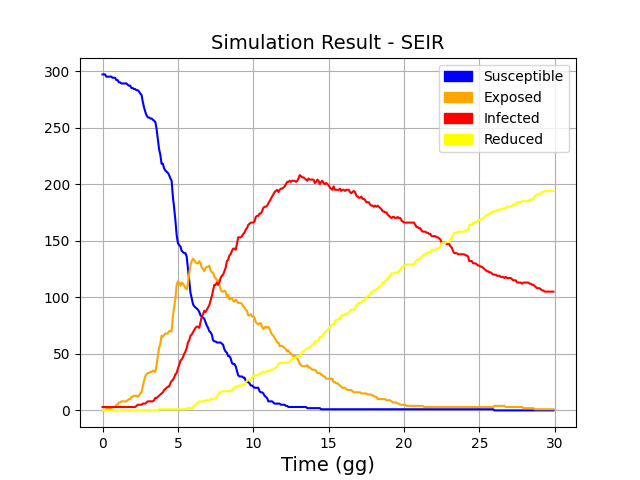 Simulation Result - SEIR
300
250
200
150
100
50
0
Susceptible
Exposed
Infected
Reduced
0 5 10 15 20 25 30
Time (gg)